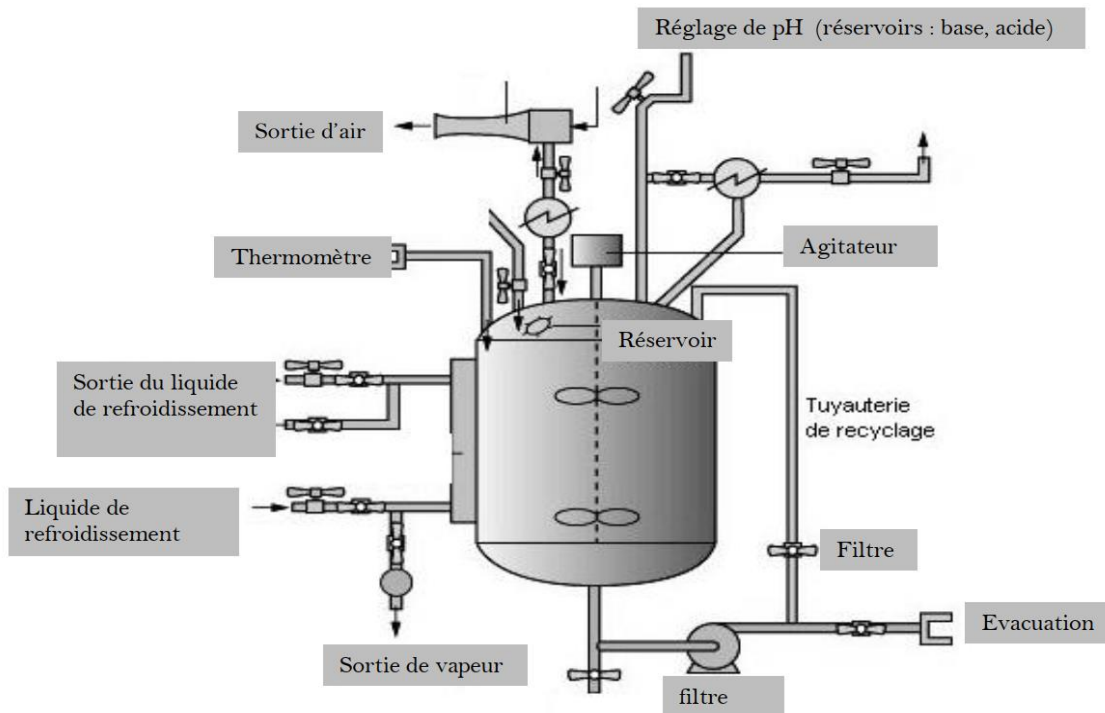 Réglage de pH (réservoirs : base, acide)
Sortie d’air
Thermomètre
Agitateur
Réservoir
Sortie du liquide
de refroidissement
Tuyauterie
de recyclage
Liquide de
refroidissement
Filtre
Evacuation
Sortie de vapeur
filtre